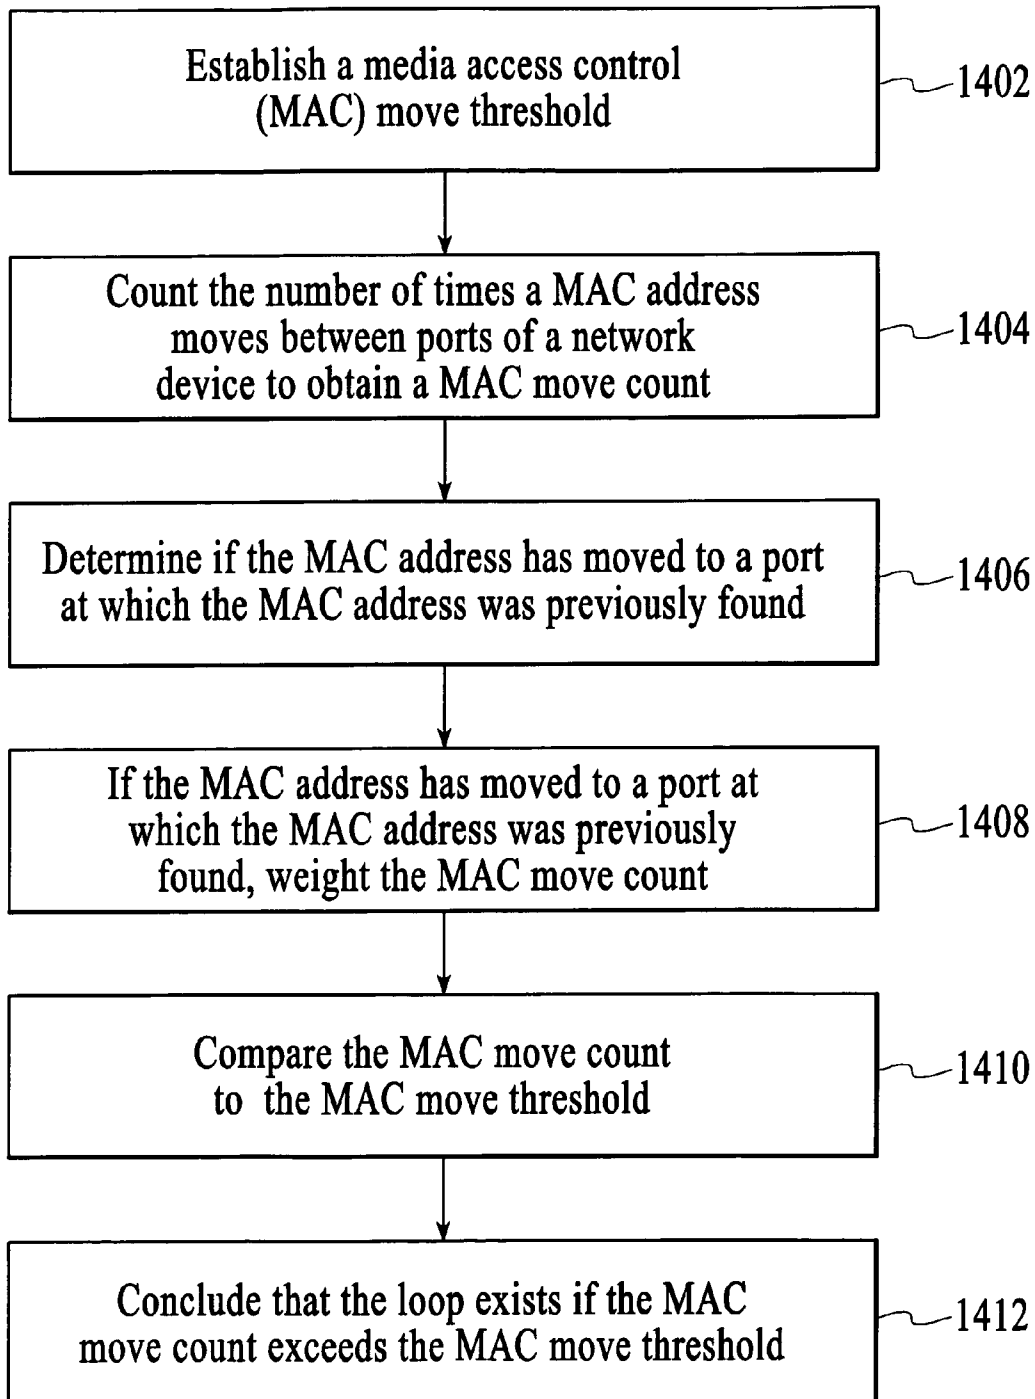 Establish a media access control
(MAC) move threshold
1402
Count the number of times a MAC address
moves between ports of a network
device to obtain a MAC move count
1404
Determine if the MAC address has moved to a port
at which the MAC address was previously found
1406
If the MAC address has moved to a port at
which the MAC address was previously
found, weight the MAC move count
1408
Compare the MAC move count
to the MAC move threshold
1410
Conclude that the loop exists if the MAC
move count exceeds the MAC move threshold
1412